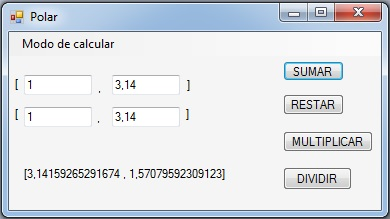 Polar
Modo de calcular
[ 1 , 3,14 ]
[ 1 , 3,14 ]
[3,14159265291674 , 1,57079592309123]
SUMAR
RESTAR
MULTIPLICAR
DIVIDIR